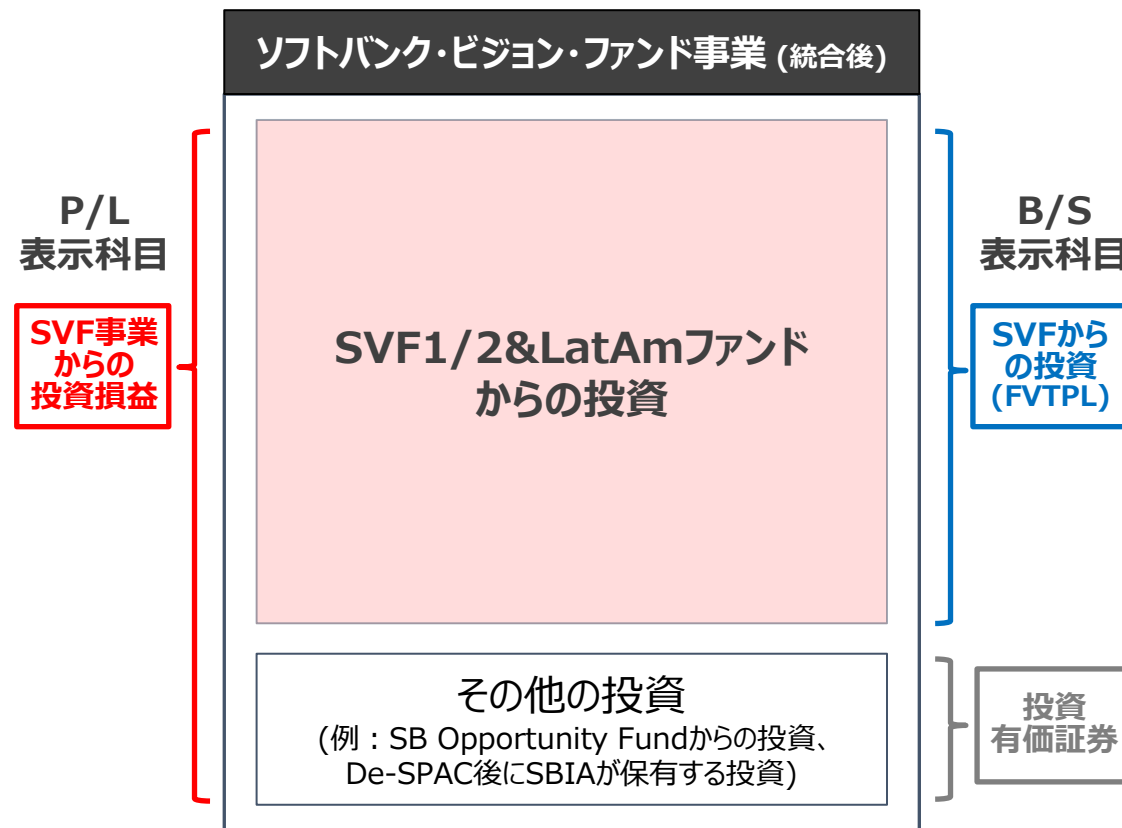 ソフトバンク・ビジョン・ファンド事業 (統合後)
P/L
表示科目
SVF事業
からの
投資損益
SVF1/2&LatAmファンド
からの投資
B/S
表示科目
SVFから
の投資
(FVTPL)
その他の投資
(例：SB Opportunity Fundからの投資、
De-SPAC後にSBIAが保有する投資)
投資
有価証券